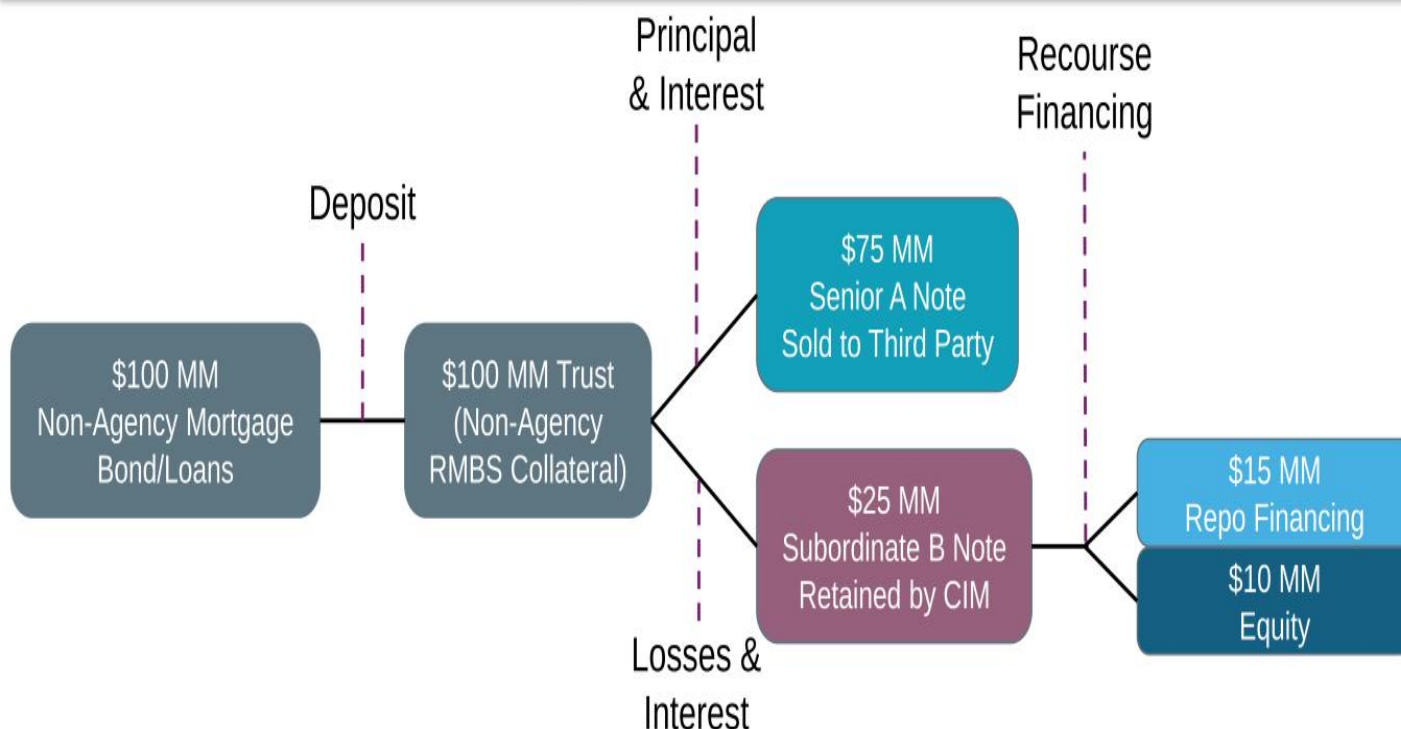 Principal
& Interest
Recourse
Financing
Deposit
$75 MM
Senior A Note
Sold to Third Party
$100 MM
Non-Agency Mortgage
Bond/Loans
$100 MM Trust
(Non-Agency
RMBS Collateral)
$25 MM
Subordinate B Note
Retained by CIM
$15 MM
Repo Financing
$10 MM
Equity
Losses &
Interest